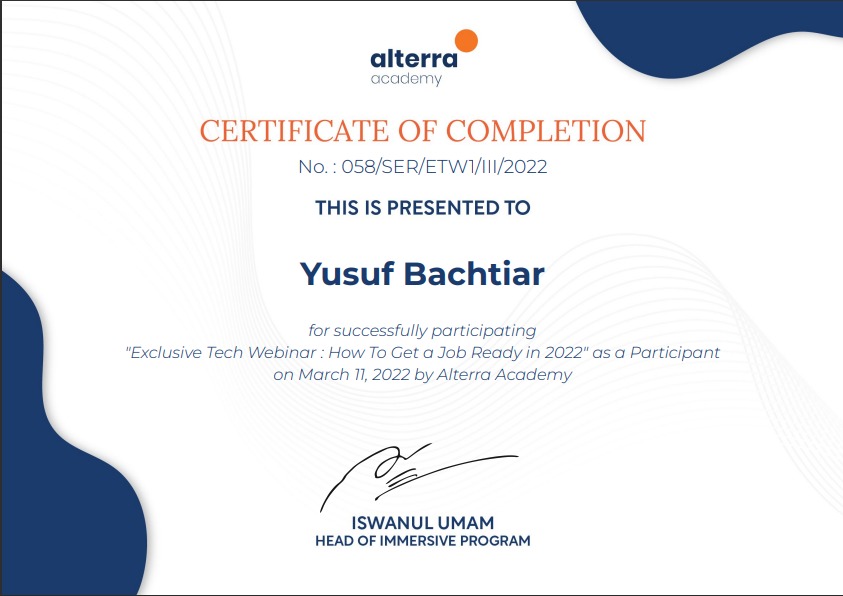 alterra
academy
CERTIFICATE OF COMPLETION
No. : 058/SER/ETW1/III/2022
THIS IS PRESENTED TO
Yusuf Bachtiar
for successfully participating
"Exclusive Tech Webinar : How To Get a Job Ready in 2022" as a Participant
on March 11, 2022 by Alterra Academy
ISWANUL UMAM
HEAD OF IMMERSIVE PROGRAM